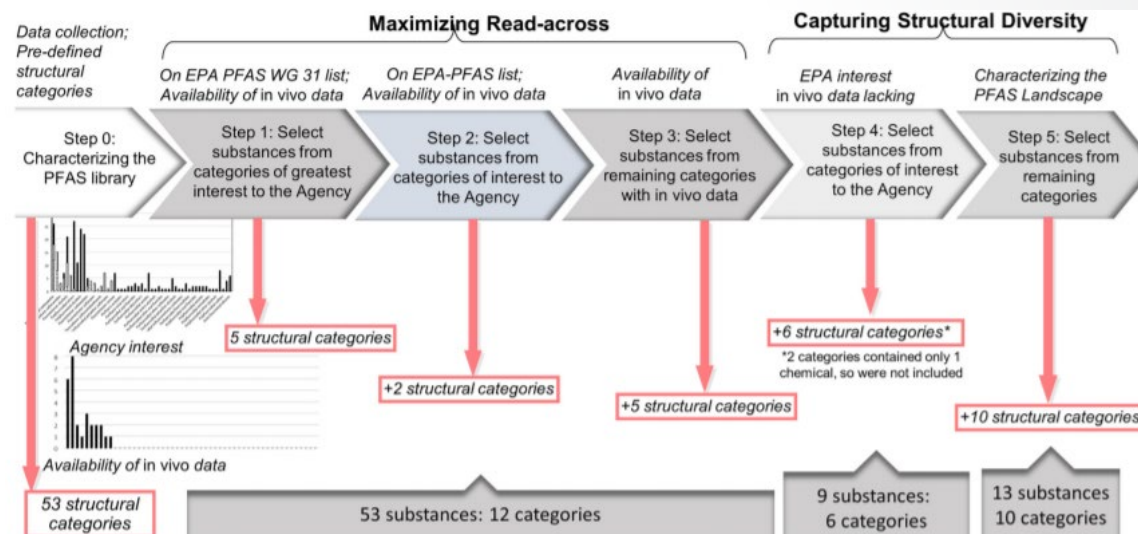 Maximizing Read-across
Capturing Structural Diversity
Data collection;
Pre-defined
structural
categories
On EPA PFAS WG 31 list;
Availability of in vivo data
On EPA-PFAS list;
Availability of in vivo data
Availability of
in vivo data
EPA interest
in vivo data lacking
Characterizing the
PFAS Landscape
Step 0:
Characterizing the
PFAS library
Step 1: Select
substances from
categories of greatest
interest to the Agency
Step 2: Select
substances from
categories of interest to
the Agency
Step 3: Select
substances from
remaining categories
with in vivo data
Step 4: Select
substances from
categories of interest
to the Agency
Step 5: Select
substances from
remaining
categories
Agency interest
Availability of in vivo data
53 structural
categories
5 structural categories
+2 structural categories
+5 structural categories
+6 structural categories*
*2 categories contained only 1
chemical, so were not included
+10 structural categories
53 substances: 12 categories
9 substances:
6 categories
13 substances
10 categories